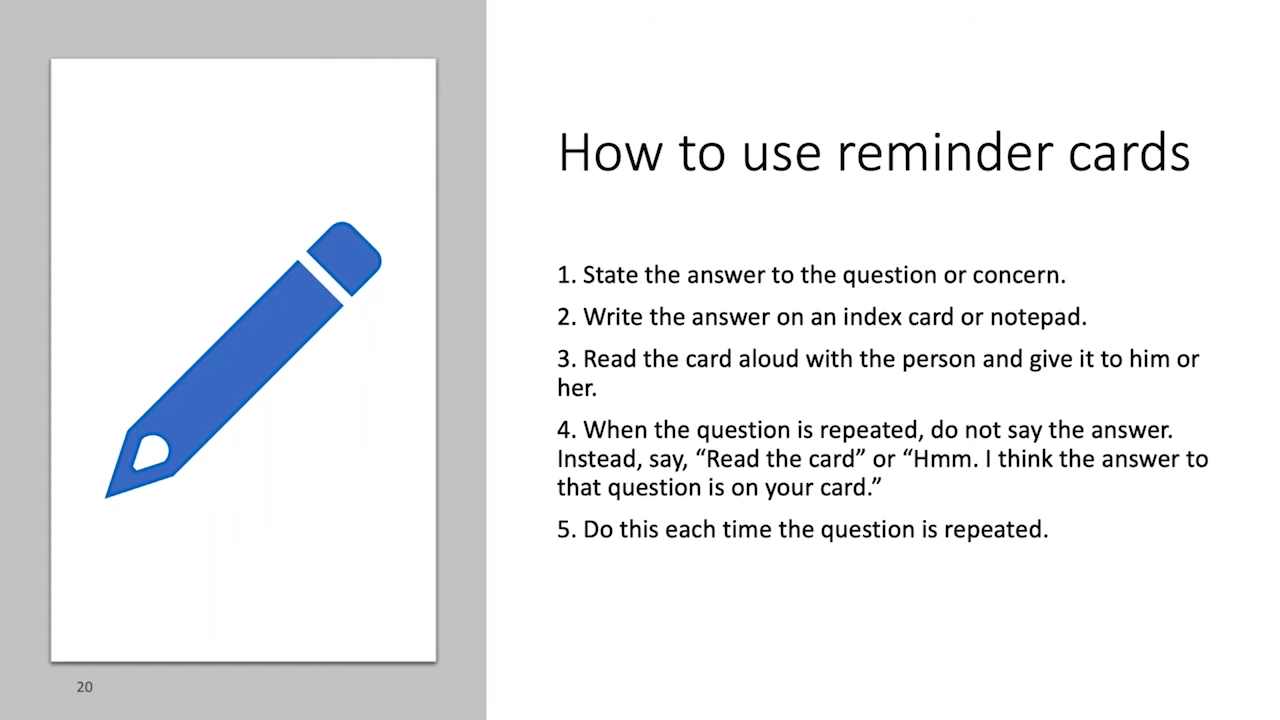 How to use reminder cards
1. State the answer to the question or concern.
2. Write the answer on an index card or notepad.
3. Read the card aloud with the person and give it to him or
her.
4. When the question is repeated, do not say the answer.
Instead, say, “Read the card” or “Hmm. I think the answer to
that question is on your card.”
5. Do this each time the question is repeated.
20